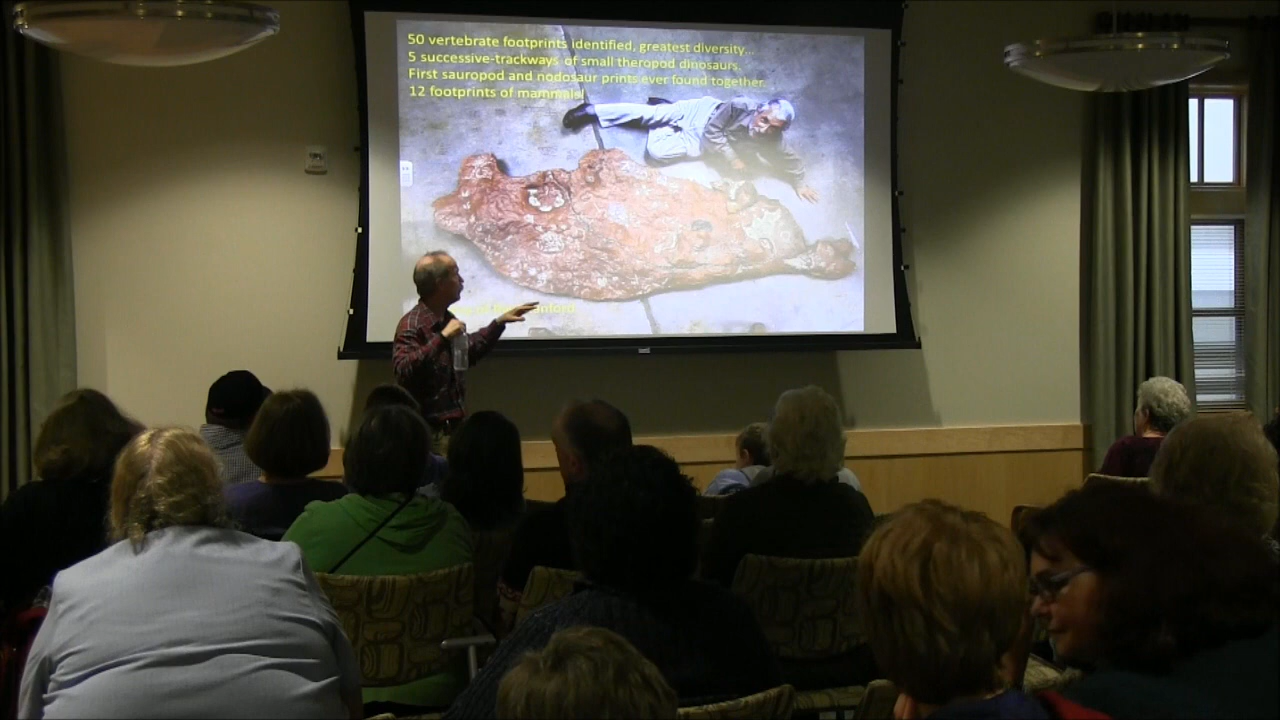 50 vertebrate footprints identified, greatest diversity...
5 successive-trackways of small theropod dinosaurs.
First sauropod and nodosaur prints ever found together.
12 footprints of mammals!